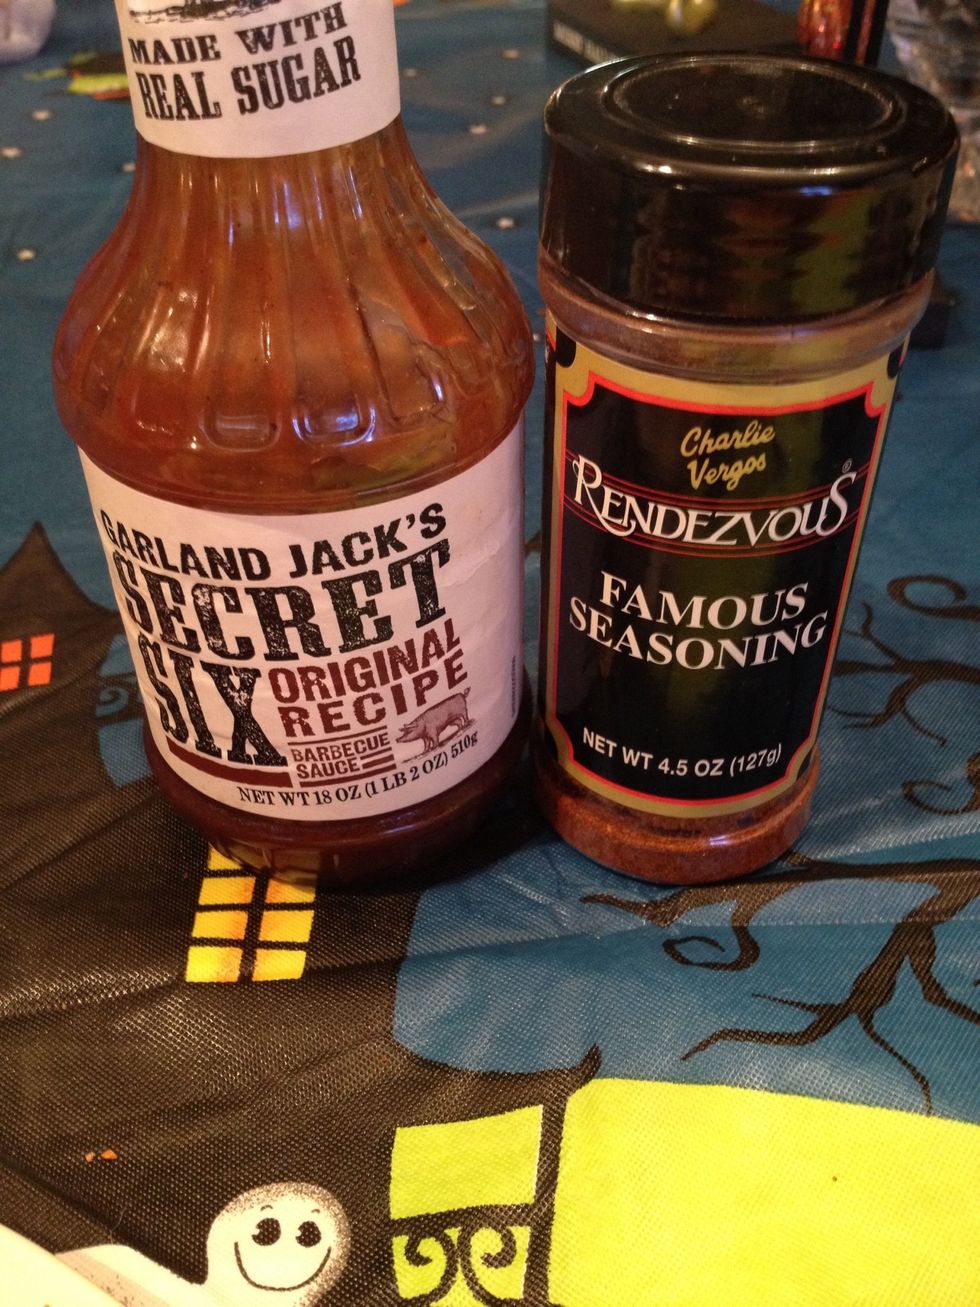 MADE WITH
REAL SUGAR
GARLAND JACK'S
SECRET
SIX
ORIGINAL
RECIPE
BARBECUE
SAUCE
NET WT 18 OZ (1 LB 2 OZ) 510g
Charlie
Vergos
RENDEZVOUS®
FAMOUS
SEASONING
NET WT 4.5 OZ (127g)